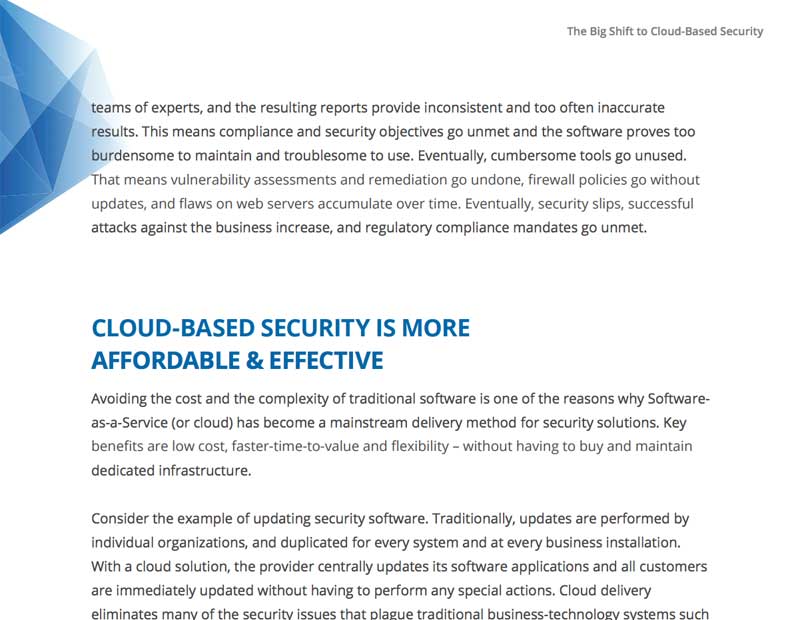 The Big Shift to Cloud-Based Security
teams of experts, and the resulting reports provide inconsistent and too often inaccurate
results. This means compliance and security objectives go unmet and the software proves too
burdensome to maintain and troublesome to use. Eventually, cumbersome tools go unused.
That means vulnerability assessments and remediation go undone, firewall policies go without
updates, and flaws on web servers accumulate over time. Eventually, security slips, successful
attacks against the business increase, and regulatory compliance mandates go unmet.
CLOUD-BASED SECURITY IS MORE
AFFORDABLE & EFFECTIVE
Avoiding the cost and the complexity of traditional software is one of the reasons why Software-
as-a-Service (or cloud) has become a mainstream delivery method for security solutions. Key
benefits are low cost, faster-time-to-value and flexibility – without having to buy and maintain
dedicated infrastructure.
Consider the example of updating security software. Traditionally, updates are performed by
individual organizations, and duplicated for every system and at every business installation.
With a cloud solution, the provider centrally updates its software applications and all customers
are immediately updated without having to perform any special actions. Cloud delivery
eliminates many of the security issues that plague traditional business-technology systems such